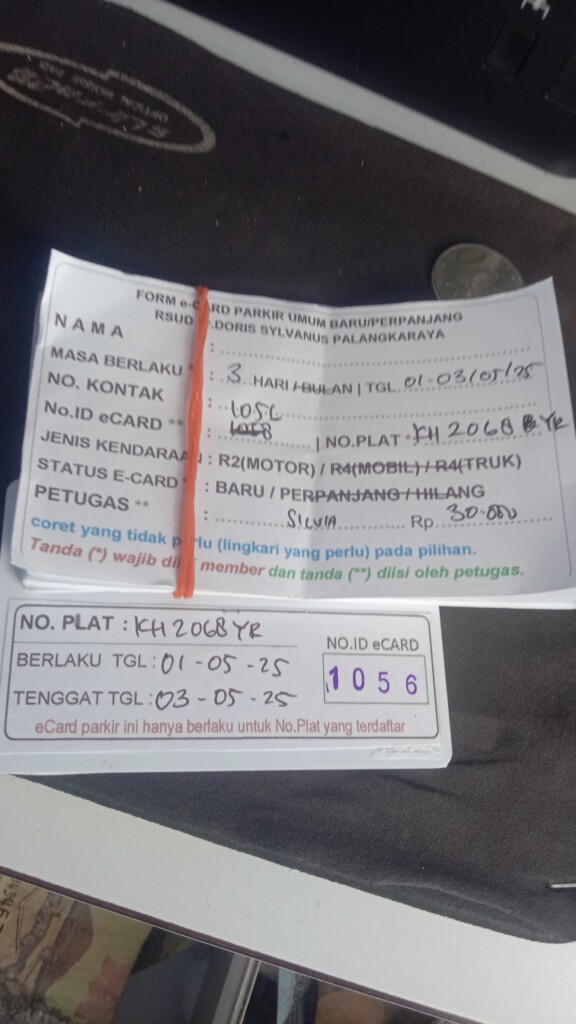 FORM e-CARD PARKIR UMUM BARU/PERPANJANG
RSUD .DORIS SYLVANUS PALANGKARAYA
NAMA :
MASA BERLAKU * : 3 HARI /BULAN | TGL 01-03/05/25
NO. KONTAK :
No.ID eCARD ** : 1056 1058 | NO.PLAT * KH 2068 YR
JENIS KENDARAA : R2(MOTOR) / R4(MOBIL) / R4(TRUK)
STATUS E-CARD * : BARU / PERPANJANG / HILANG
PETUGAS ** : SILVIA Rp. 30.000
coret yang tidak perlu (lingkari yang perlu) pada pilihan.
Tanda (*) wajib di member dan tanda (**) diisi oleh petugas.
NO. PLAT : KH 2068 YR
BERLAKU TGL : 01-05-25
TENGGAT TGL : 03-05-25
NO.ID eCARD
1056
eCard parkir ini hanya berlaku untuk No.Plat yang terdaftar